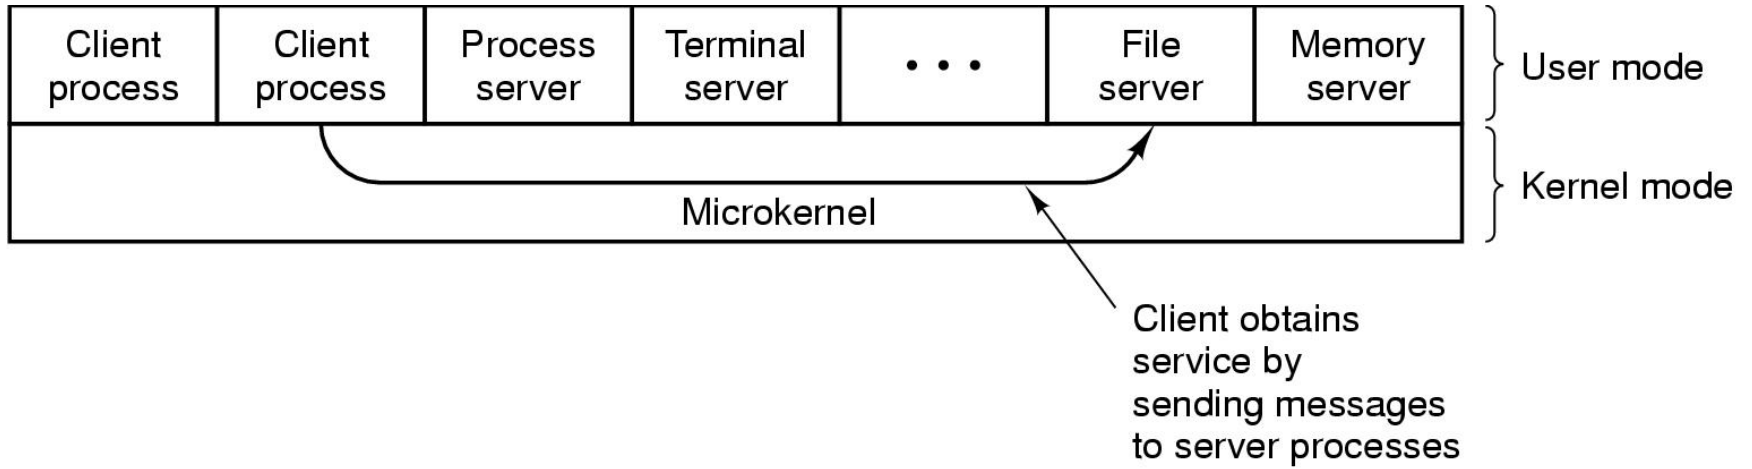 Client
process
Client
process
Process
server
Terminal
server
• • •
File
server
Memory
server
User mode
Microkernel
Kernel mode
Client obtains
service by
sending messages
to server processes